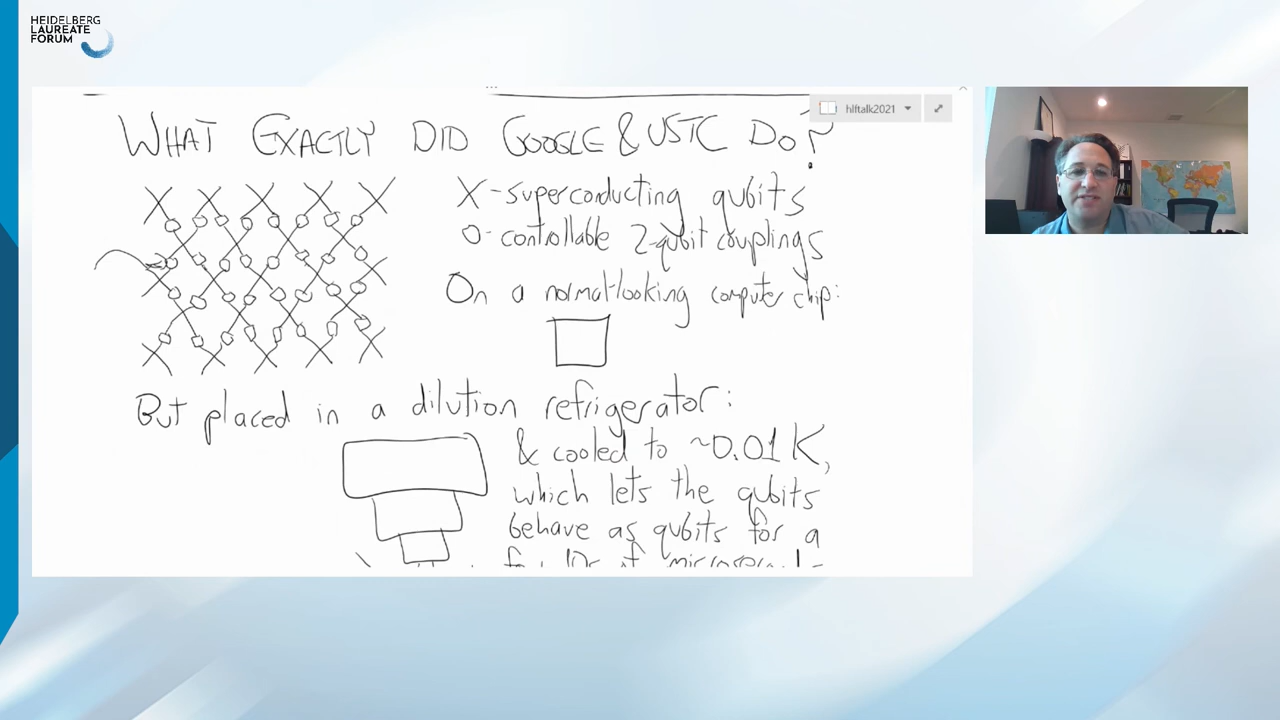 HEIDELBERG
LAUREATE
FORUM
hlftalk2021
WHAT EXACTLY DID GOOGLE & USTC DO?
X - superconducting qubits
O - controllable 2-qubit couplings
On a normal-looking computer chip:
But placed in a dilution refrigerator:
& cooled to ~0.01 K,
which lets the qubits
behave as qubits for a